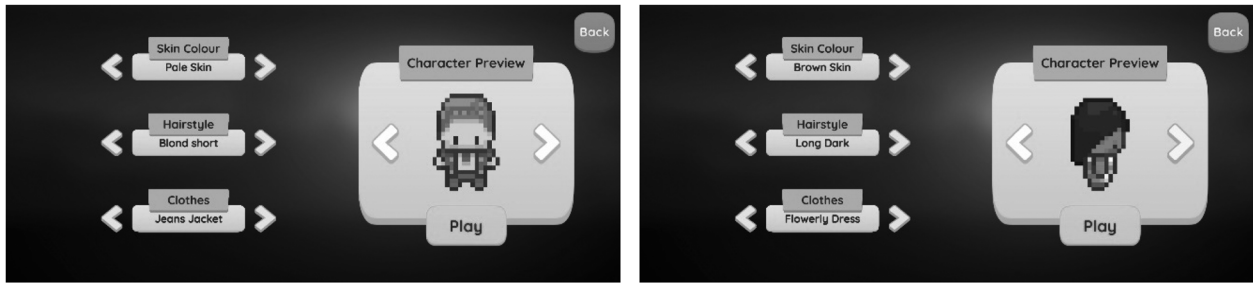 Back
Skin Colour
Pale Skin
Character Preview
Hairstyle
Blond short
Clothes
Jeans Jacket
Play
Back
Skin Colour
Brown Skin
Character Preview
Hairstyle
Long Dark
Clothes
Flowerly Dress
Play